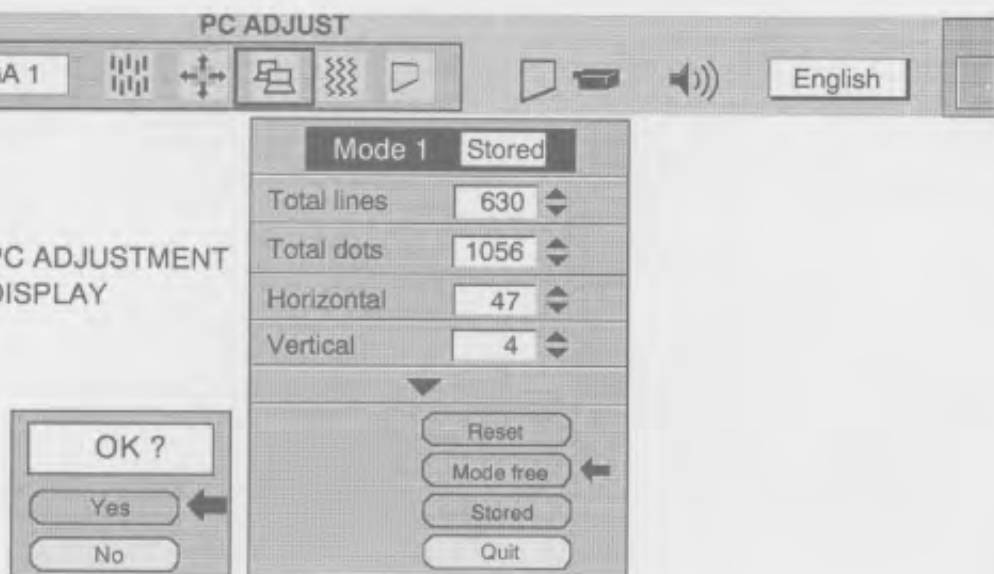 PC ADJUST
A 1
English
Mode 1 Stored
Total lines 630
Total dots 1056
PC ADJUSTMENT
DISPLAY
Horizontal 47
Vertical 4
OK ?
Yes
No
Reset
Mode free
Stored
Quit